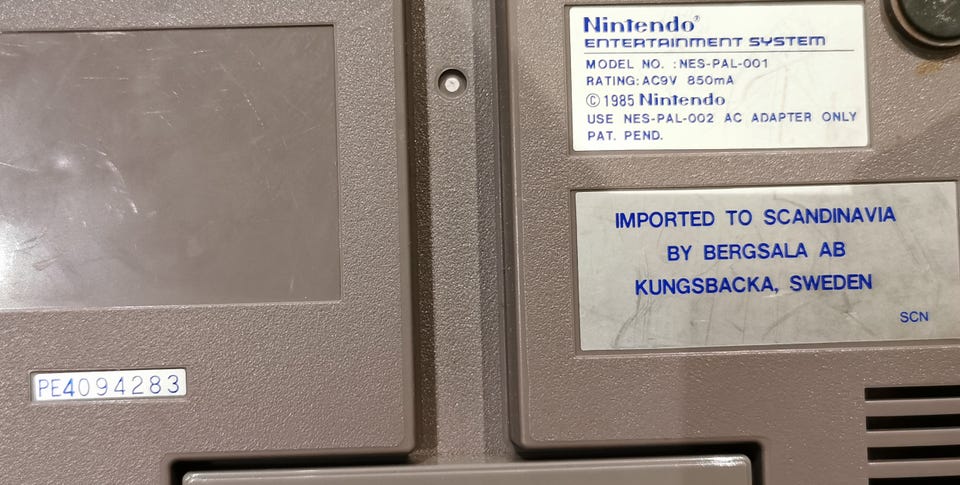 Nintendo®
ENTERTAINMENT SYSTEM
MODEL NO. :NES-PAL-001
RATING:AC9V 850mA
©1985 Nintendo
USE NES-PAL-002 AC ADAPTER ONLY
PAT. PEND.
IMPORTED TO SCANDINAVIA
BY BERGSALA AB
KUNGSBACKA, SWEDEN
SCN
PE4094283